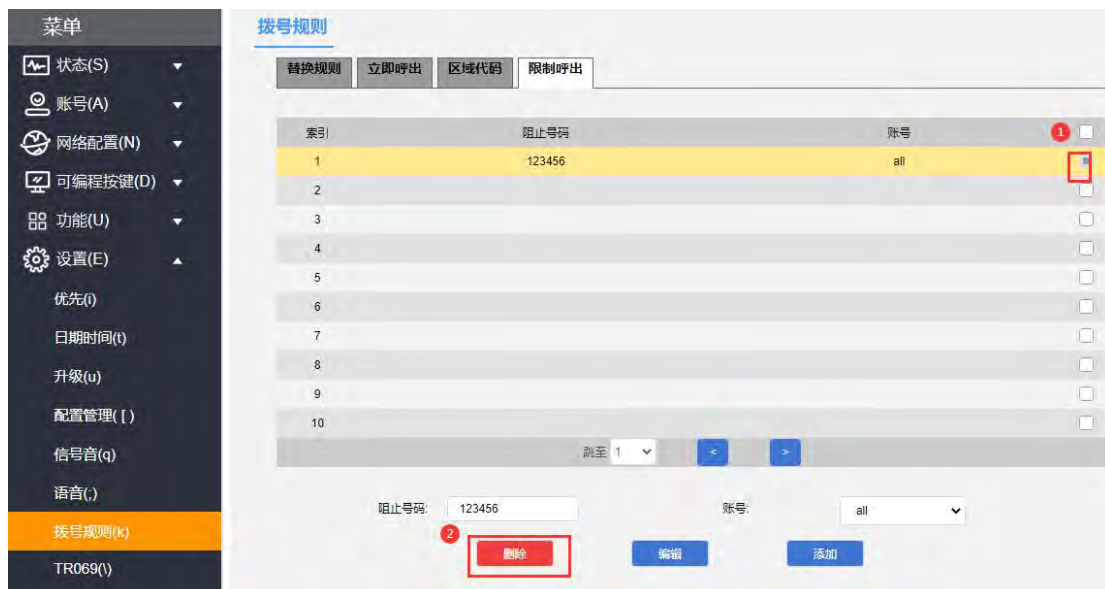 菜单
状态(S)
账号(A)
网络配置(N)
可编程按键(D)
功能(U)
设置(E)
优先(i)
日期时间(t)
升级(u)
配置管理( [ )
信号音(q)
语音(;)
拨号规则(k)
TR069(\)
拨号规则
替换规则 立即呼出 区域代码 限制呼出
索引 阻止号码 账号 1
1 123456 all
2
3
4
5
6
7
8
9
10
跳至 1 < >
阻止号码: 123456 账号: all
2
删除 编辑 添加